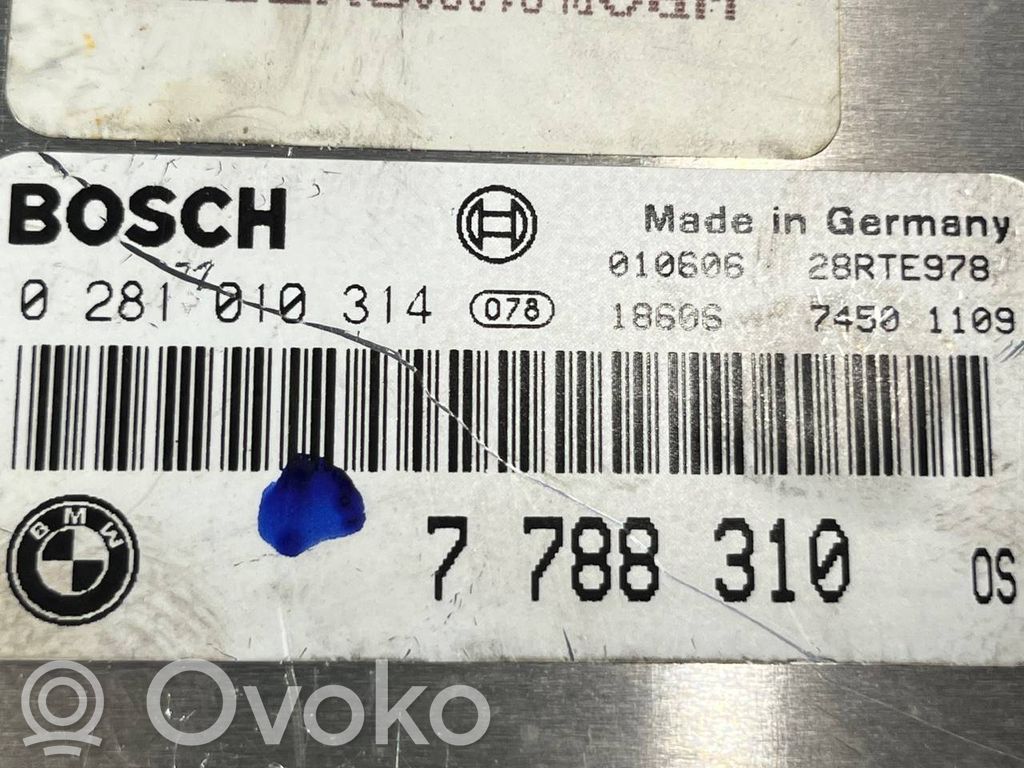 BOSCH
Made in Germany
010606 28RTE978
0 281 010 314 078 18606 7450 1109
BMW
7 788 310 OS
Ovoko